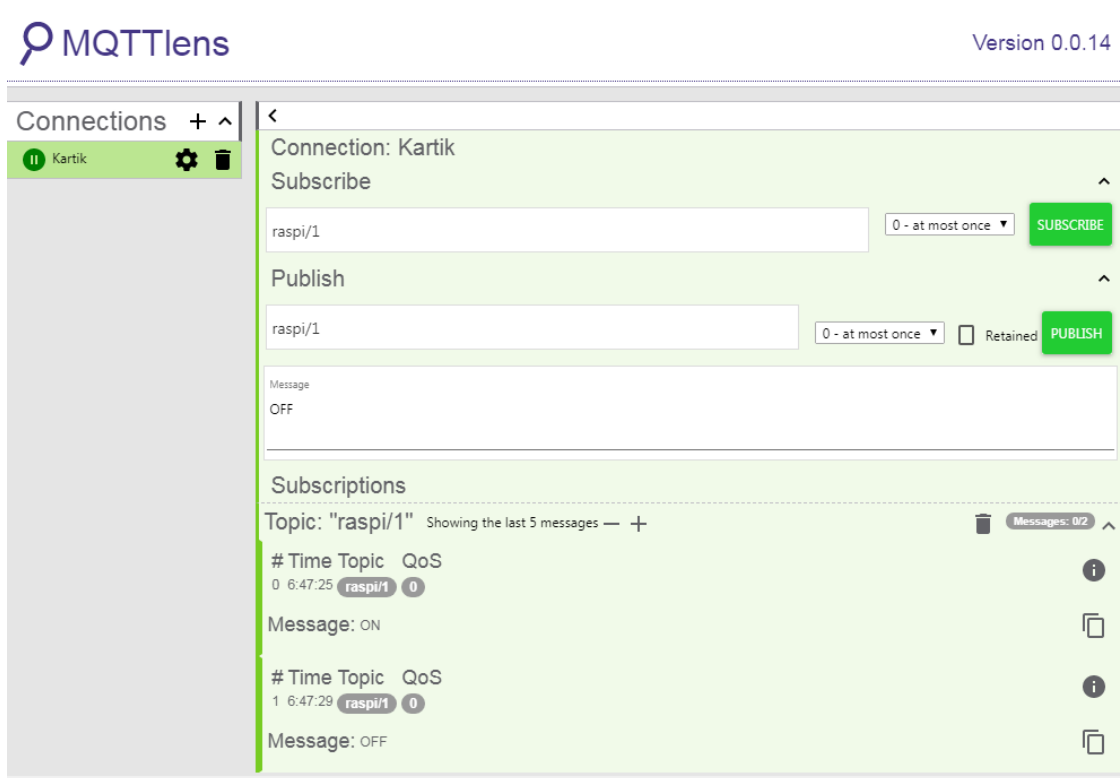 MQTTlens
Version 0.0.14
Connections
Kartik
Connection: Kartik
Subscribe
raspi/1
0 - at most once
SUBSCRIBE
Publish
raspi/1
0 - at most once
Retained
PUBLISH
Message
OFF
Subscriptions
Topic: "raspi/1" Showing the last 5 messages
Messages: 0/2
# Time Topic QoS
0 6:47:25 raspi/1 0
Message: ON
# Time Topic QoS
1 6:47:29 raspi/1 0
Message: OFF